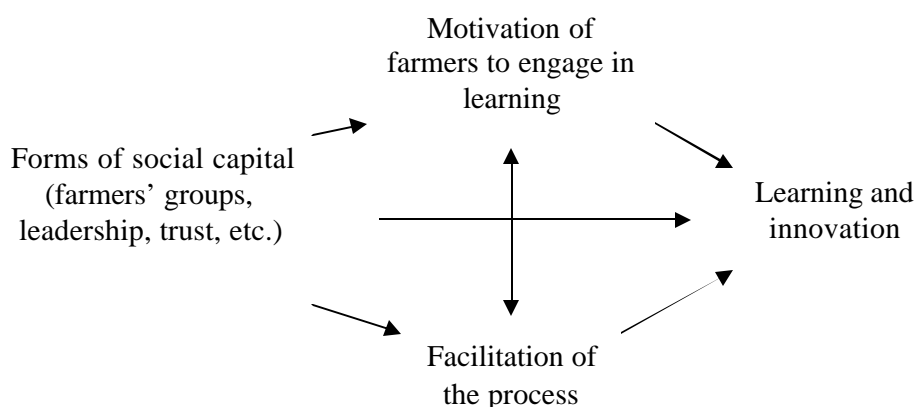 Motivation of
farmers to engage in
learning
Forms of social capital
(farmers' groups,
leadership, trust, etc.)
Learning and
innovation
Facilitation of
the process